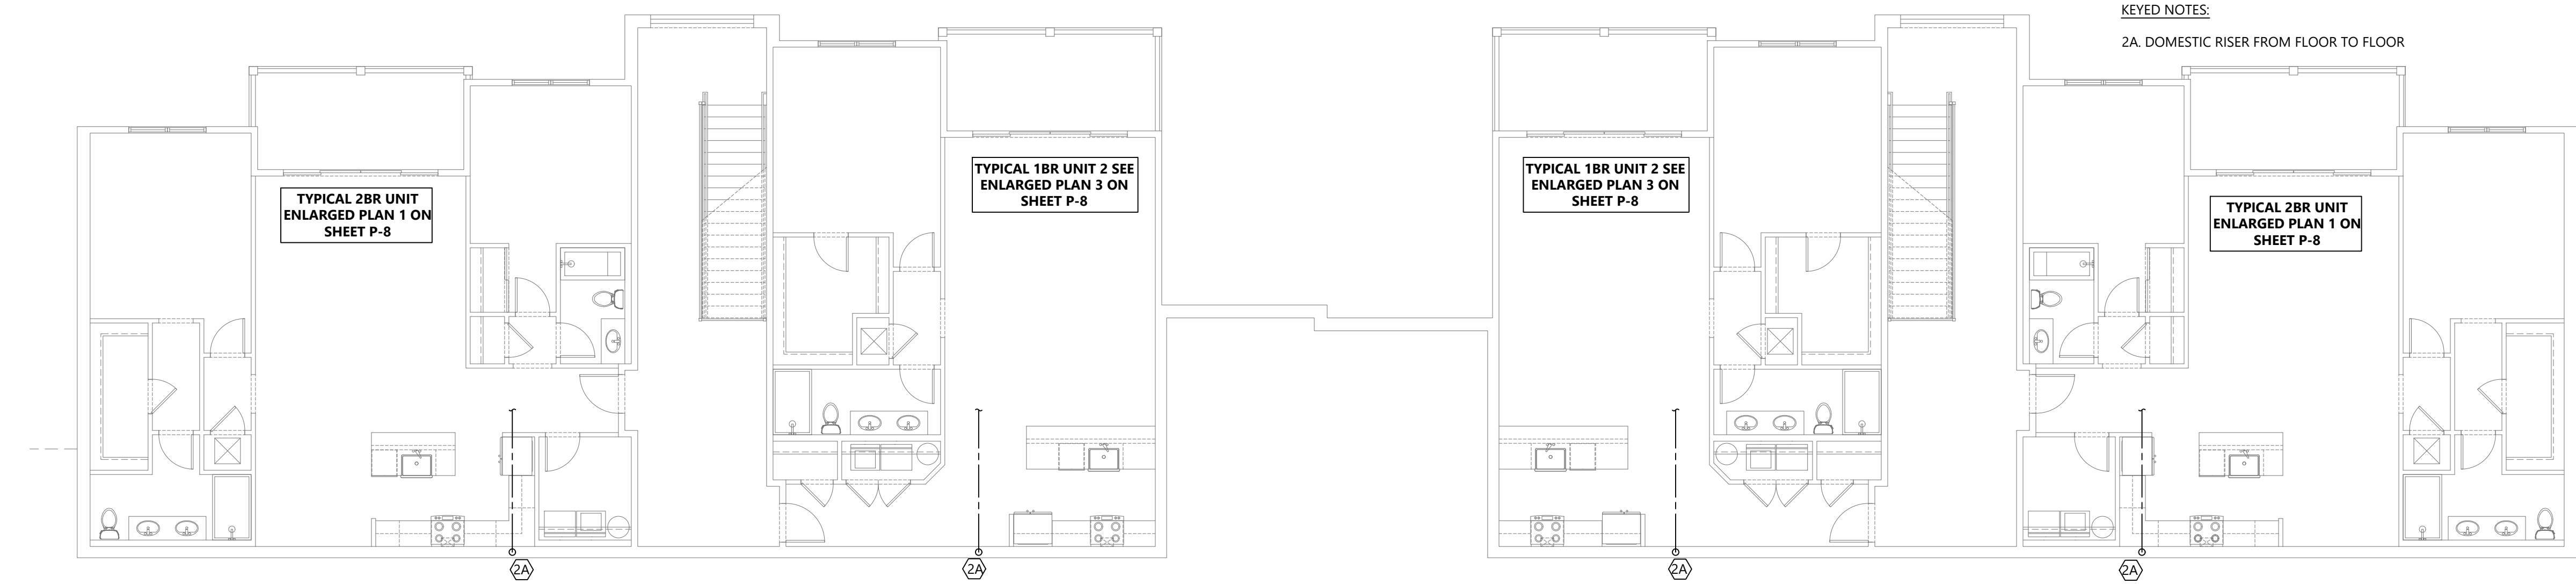 KEYED NOTES:
2A. DOMESTIC RISER FROM FLOOR TO FLOOR
TYPICAL 2BR UNIT
ENLARGED PLAN 1 ON
SHEET P-8
TYPICAL 1BR UNIT 2 SEE
ENLARGED PLAN 3 ON
SHEET P-8
TYPICAL 1BR UNIT 2 SEE
ENLARGED PLAN 3 ON
SHEET P-8
TYPICAL 2BR UNIT
ENLARGED PLAN 1 ON
SHEET P-8
2A
2A
2A
2A